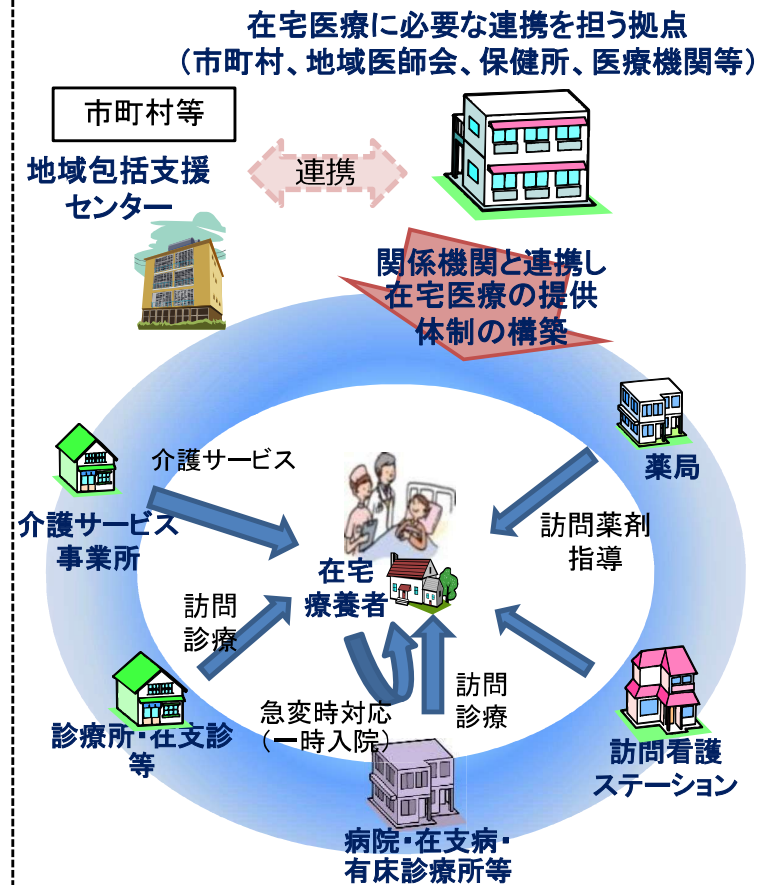 在宅医療に必要な連携を担う拠点
（市町村、地域医師会、保健所、医療機関等）
市町村等
地域包括支援
センター
連携
関係機関と連携し
在宅医療の提供
体制の構築
薬局
介護サービス
介護サービス
事業所
訪問薬剤
指導
在宅
療養者
訪問
診療
急変時対応
（一時入院）
訪問
診療
診療所・在支診
等
訪問看護
ステーション
病院・在支病・
有床診療所等